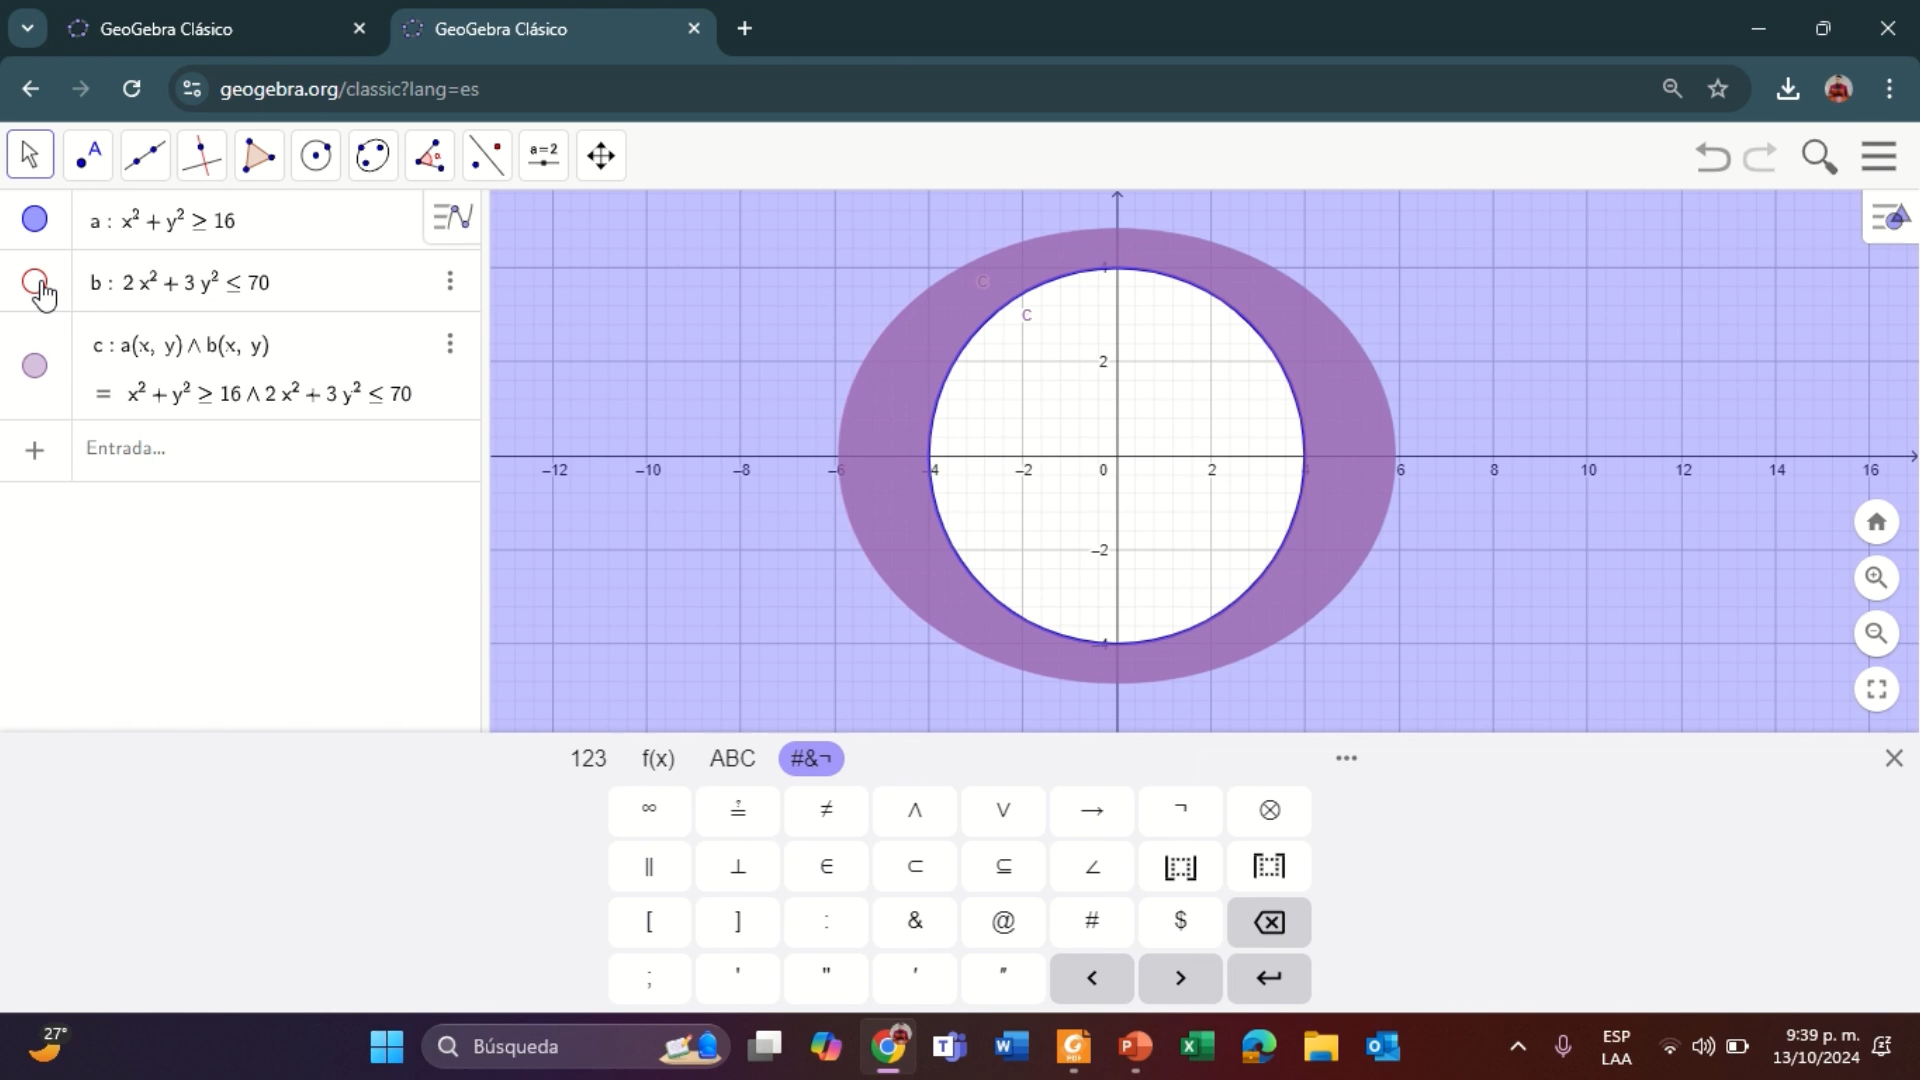 GeoGebra Clásico
GeoGebra Clásico
geogebra.org/classic?lang=es
A
a=2
a : x² + y² ≥ 16
b : 2 x² + 3 y² ≤ 70
c : a(x, y) ∧ b(x, y)
= x² + y² ≥ 16 ∧ 2 x² + 3 y² ≤ 70
+ Entrada...
c
c
4
2
−12 −10 −8 −6 −4 −2 0 2 4 6 8 10 12 14 16
−2
−4
123 f(x) ABC #&¬ •••
∞ ≟ ≠ ∧ ∨ → ¬ ⊗
∥ ⊥ ∈ ⊂ ⊆ ∠ ⌊⌋ ⌈⌉
[ ] : & @ # $ ⌫
; ' " ′ ″ < > ↵
27°
Búsqueda
ESP
LAA
9:39 p. m.
13/10/2024